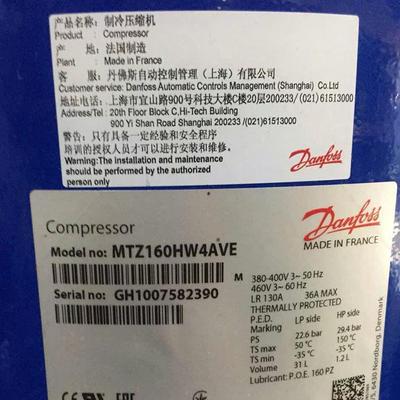 品名: 制冷压缩机
Product : Compressor
产地: 法国制造
Plant : Made in France
客户服务: 丹佛斯自动控制管理（上海）有限公司
Customer service: Danfoss Automatic Controls Management (Shanghai) Co.Ltd
地址电话: 上海市宜山路900号科技大楼C楼20层200233/(021)61513000
Address/Tel : 20th Floor Block C,Hi-Tech Building
900 Yi Shan Road Shanghai 200233 /(021)61513000
警告: 只有具备一定经验和安全程序
培训的授权人员才可以进行安装和维护
Warning:The installation and maintenance
should be performed by the authorized
person only
Danfoss
Compressor
Danfoss
MADE IN FRANCE
Model no: MTZ160HW4AVE
Serial no: GH1007582390
M 380-400V 3~ 50Hz
460V 3~ 60Hz
LR 130A 36A MAX
THERMALLY PROTECTED
P.E.D
Marking LP side HP side
PS 22.6 bar 29.4 bar
TS max 50 °C 150 °C
TS min -35 °C -35 °C
Volume 31 L 1.2 L
Lubricant: P.O.E. 160 PZ
6430 Nordborg, Denmark